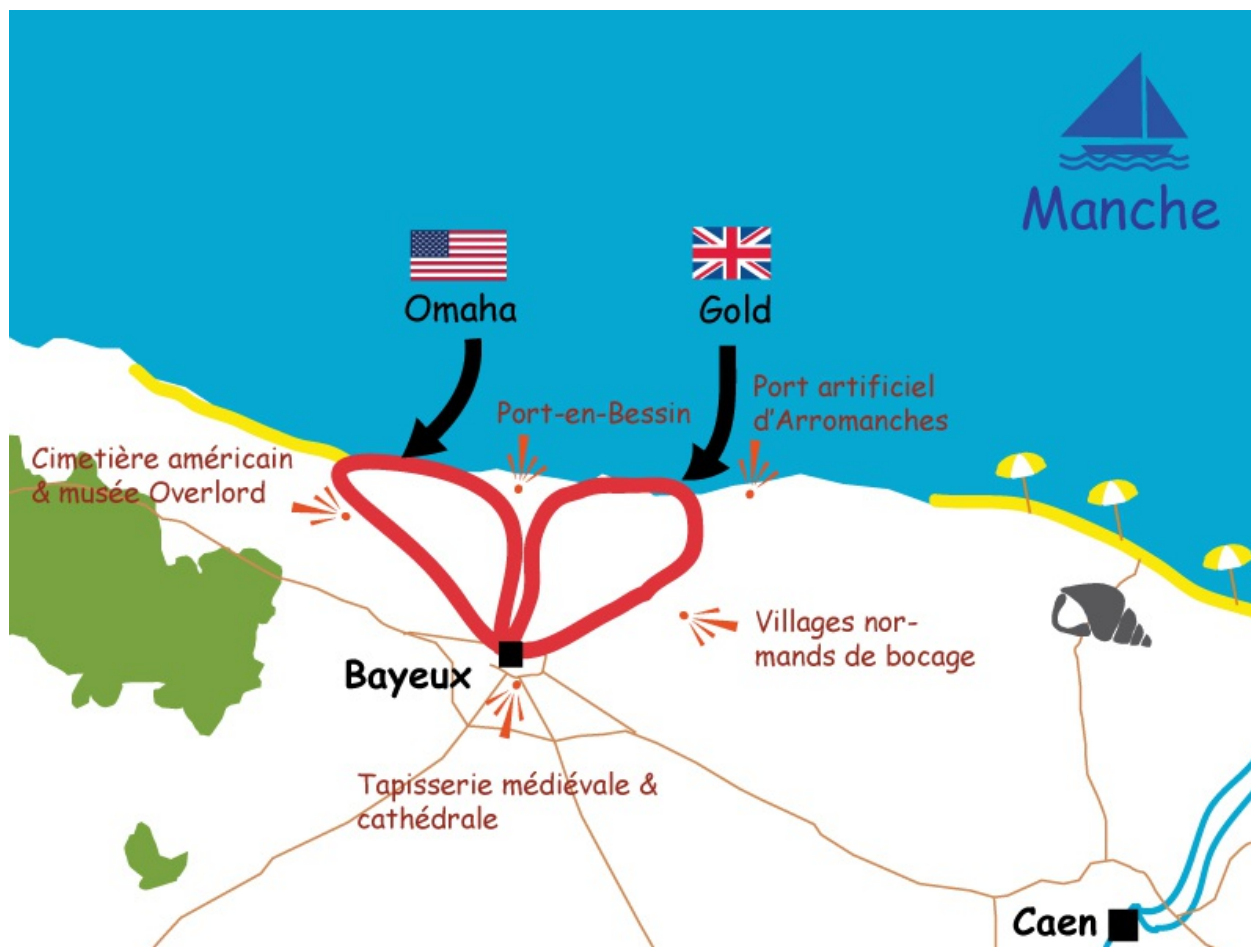 Manche
Omaha
Gold
Port artificiel
d'Arromanches
Port-en-Bessin
Cimetière américain
& musée Overlord
Villages nor-
mands de bocage
Bayeux
Tapisserie médiévale &
cathédrale
Caen